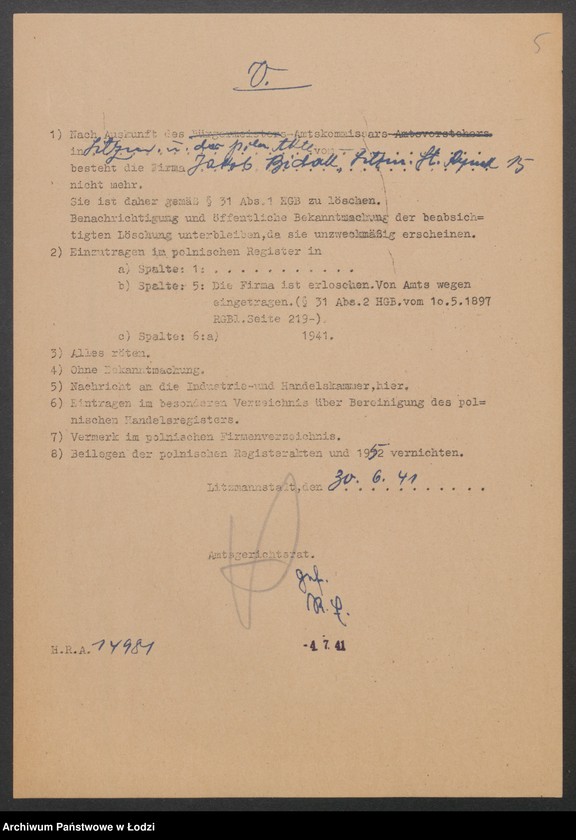 5
V.
1) Nach Auskunft des Bürgermeisters-Amtskommissars-Amtsvorstehers
in Litzm. u. von
besteht die Firma Jakob Litzm. 15
nicht mehr.
Sie ist daher gemäß § 31 Abs.1 HGB zu löschen.
Benachrichtigung und öffentliche Bekanntmachung der beabsich=
tigten Löschung unterbleiben,da sie unzweckmäßig erscheinen.
2) Einzutragen im polnischen Register in
a) Spalte: 1: . . . . . . . . . . . .
b) Spalte: 5: Die Firma ist erloschen.Von Amts wegen
eingetragen.(§ 31 Abs.2 HGB.vom 10.5.1897
RGBl.Seite 219-).
c) Spalte: 6:a) 1941.
3) Alles röten.
4) Ohne Bekanntmachung.
5) Nachricht an die Industrie-und Handelskammer,hier.
6) Eintragen im besonderen Verzeichnis über Bereinigung des pol=
nischen Handelsregisters.
7) Vermerk im polnischen Firmenverzeichnis.
8) Beilegen der polnischen Registerakten und 1952 vernichten.
Litzmannstadt,den 30. 6. 41
Amtsgerichtsrat.
gef.
H.R.A. 14981
-4. 7. 41
Archiwum Państwowe w Łodzi